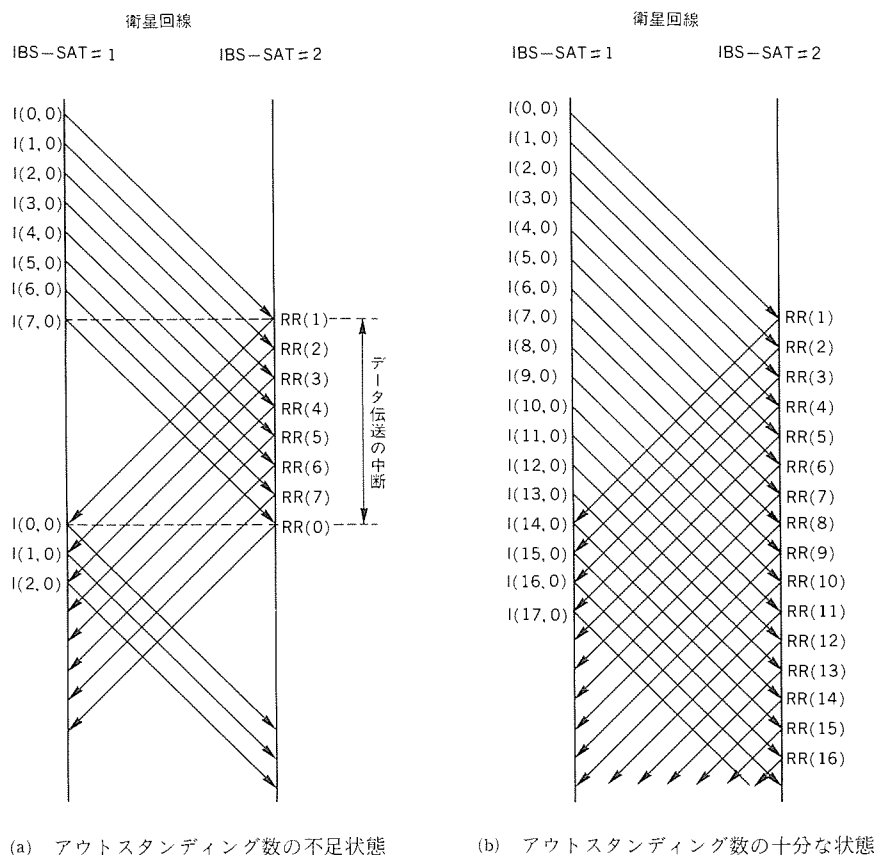 衛星回線
IBS-SAT=1 IBS-SAT=2
I(0,0)
I(1,0)
I(2,0)
I(3,0)
I(4,0)
I(5,0)
I(6,0)
I(7,0)
RR(1)
RR(2)
RR(3)
RR(4)
RR(5)
RR(6)
RR(7)
RR(0)
データ伝送の中断
I(0,0)
I(1,0)
I(2,0)
(a) アウトスタンディング数の不足状態
衛星回線
IBS-SAT=1 IBS-SAT=2
I(0,0)
I(1,0)
I(2,0)
I(3,0)
I(4,0)
I(5,0)
I(6,0)
I(7,0)
I(8,0)
I(9,0)
I(10,0)
I(11,0)
I(12,0)
I(13,0)
I(14,0)
I(15,0)
I(16,0)
I(17,0)
RR(1)
RR(2)
RR(3)
RR(4)
RR(5)
RR(6)
RR(7)
RR(8)
RR(9)
RR(10)
RR(11)
RR(12)
RR(13)
RR(14)
RR(15)
RR(16)
(b) アウトスタンディング数の十分な状態